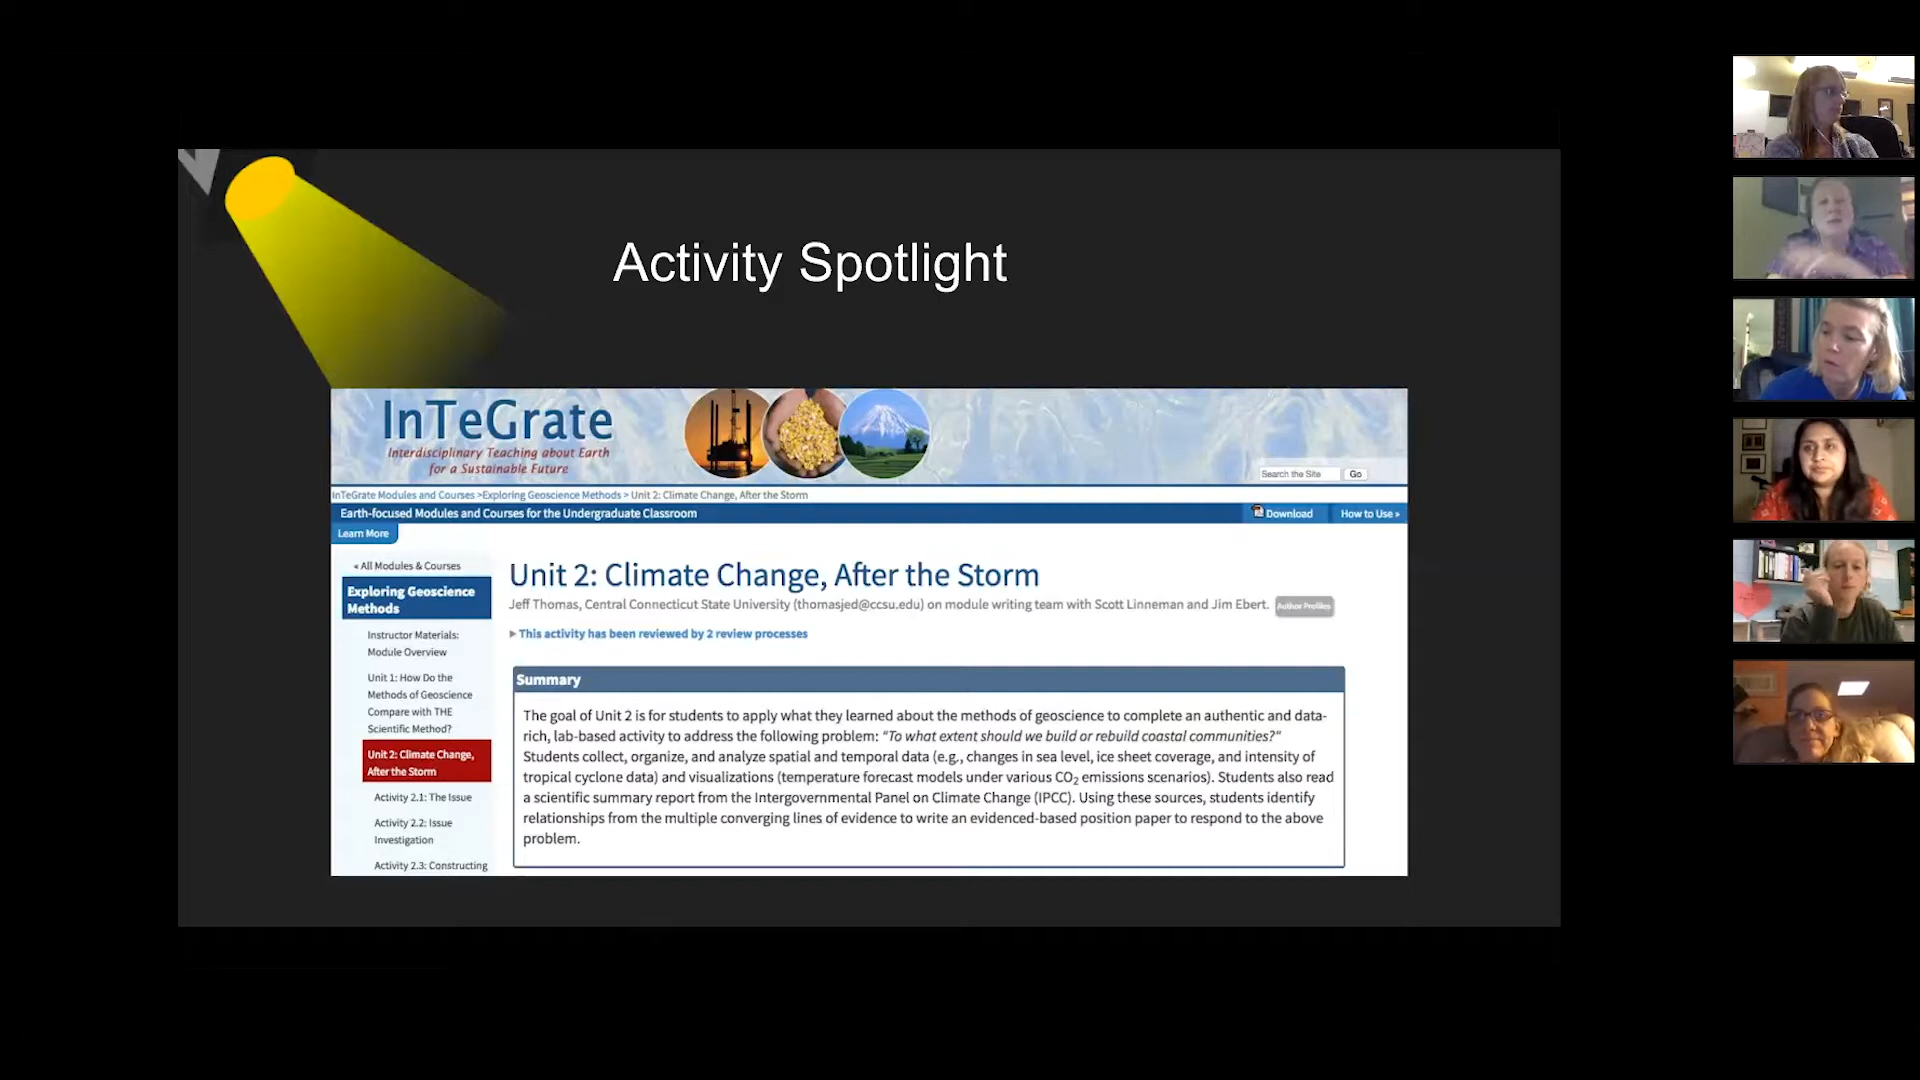 Activity Spotlight
InTeGrate
Interdisciplinary Teaching about Earth
for a Sustainable Future
Search the Site
Go
InTeGrate Modules and Courses >Exploring Geoscience Methods > Unit 2: Climate Change, After the Storm
Earth-focused Modules and Courses for the Undergraduate Classroom
Download
How to Use »
Learn More
« All Modules & Courses
Exploring Geoscience
Methods
Instructor Materials:
Module Overview
Unit 1: How Do the
Methods of Geoscience
Compare with THE
Scientific Method?
Unit 2: Climate Change,
After the Storm
Activity 2.1: The Issue
Activity 2.2: Issue
Investigation
Activity 2.3: Constructing
Unit 2: Climate Change, After the Storm
Jeff Thomas, Central Connecticut State University (thomasjed@ccsu.edu) on module writing team with Scott Linneman and Jim Ebert.
Author Profiles
This activity has been reviewed by 2 review processes
Summary
The goal of Unit 2 is for students to apply what they learned about the methods of geoscience to complete an authentic and data-
rich, lab-based activity to address the following problem: "To what extent should we build or rebuild coastal communities?"
Students collect, organize, and analyze spatial and temporal data (e.g., changes in sea level, ice sheet coverage, and intensity of
tropical cyclone data) and visualizations (temperature forecast models under various CO2 emissions scenarios). Students also read
a scientific summary report from the Intergovernmental Panel on Climate Change (IPCC). Using these sources, students identify
relationships from the multiple converging lines of evidence to write an evidenced-based position paper to respond to the above
problem.